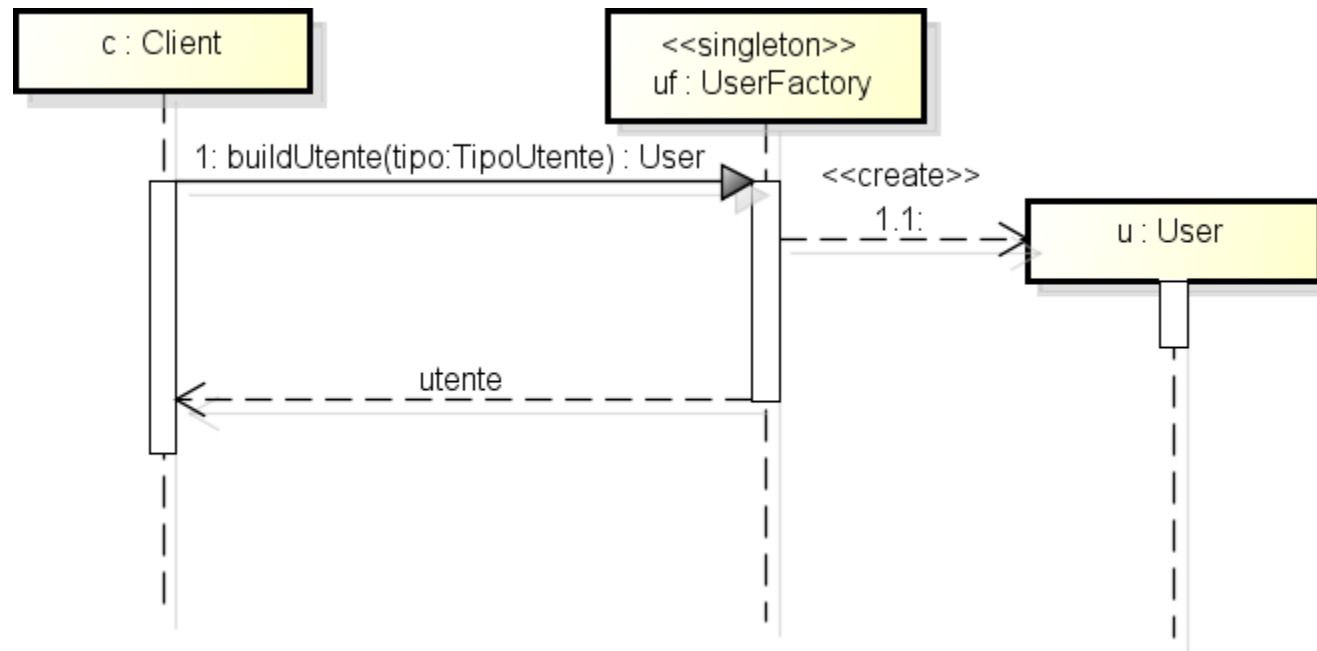 c : Client
<<singleton>>
uf : UserFactory
1: buildUtente(tipo:TipoUtente) : User
<<create>>
1.1:
u : User
utente